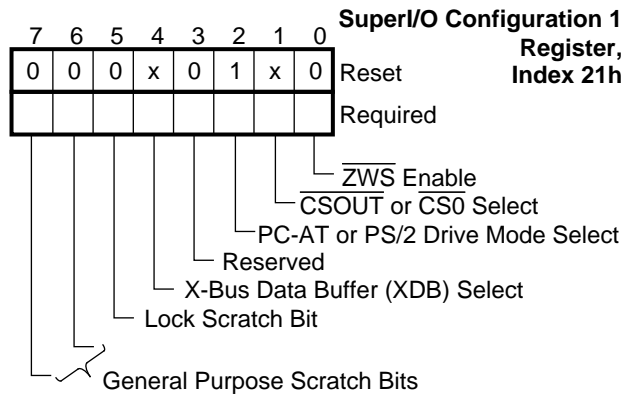 SuperI/O Configuration 1
Register,
Index 21h
7 6 5 4 3 2 1 0
0 0 0 x 0 1 x 0 Reset
Required
ZWS Enable
CSOUT or CS0 Select
PC-AT or PS/2 Drive Mode Select
Reserved
X-Bus Data Buffer (XDB) Select
Lock Scratch Bit
General Purpose Scratch Bits